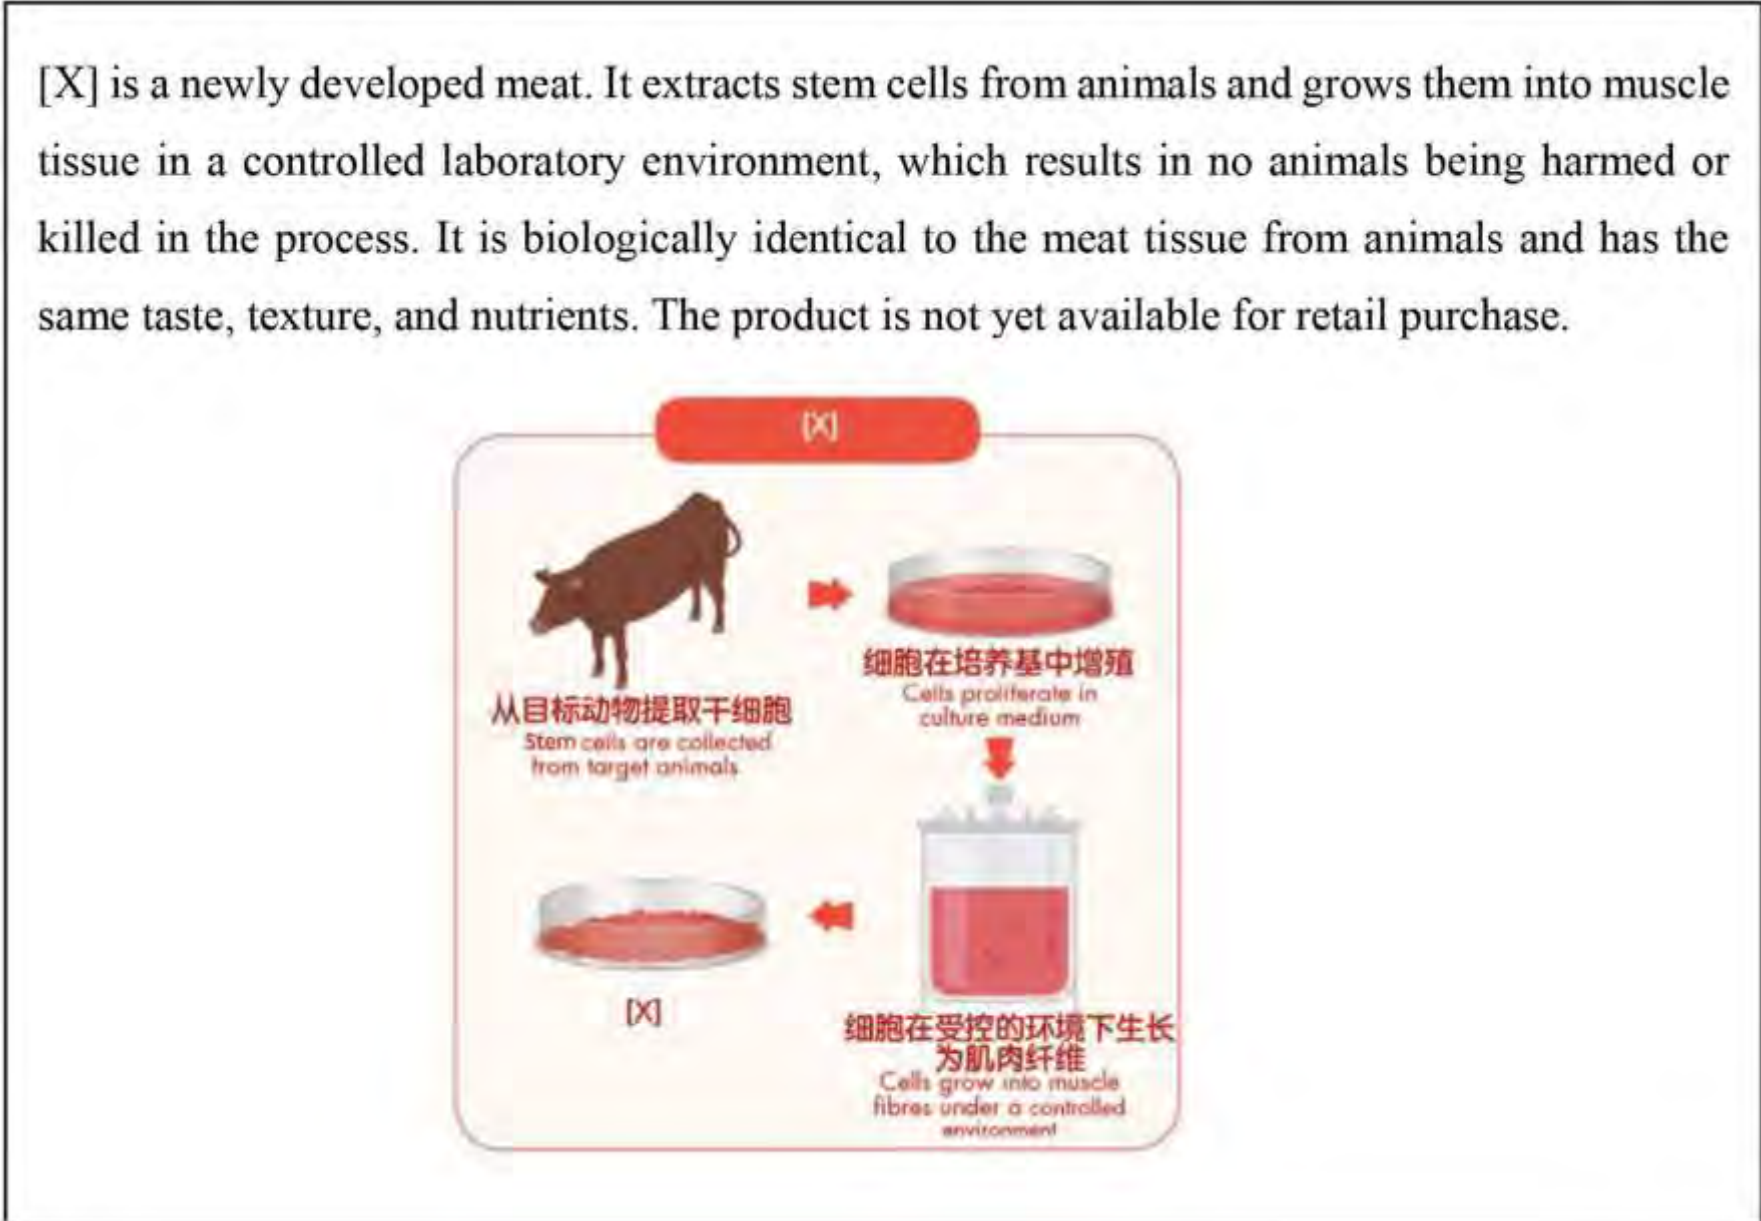 [X] is a newly developed meat. It extracts stem cells from animals and grows them into muscle
tissue in a controlled laboratory environment, which results in no animals being harmed or
killed in the process. It is biologically identical to the meat tissue from animals and has the
same taste, texture, and nutrients. The product is not yet available for retail purchase.
[X]
从目标动物提取干细胞
Stem cells are collected
from target animals
细胞在培养基中增殖
Cells proliferate in
culture medium
细胞在受控的环境下生长
为肌肉纤维
Cells grow into muscle
fibres under a controlled
environment
[X]